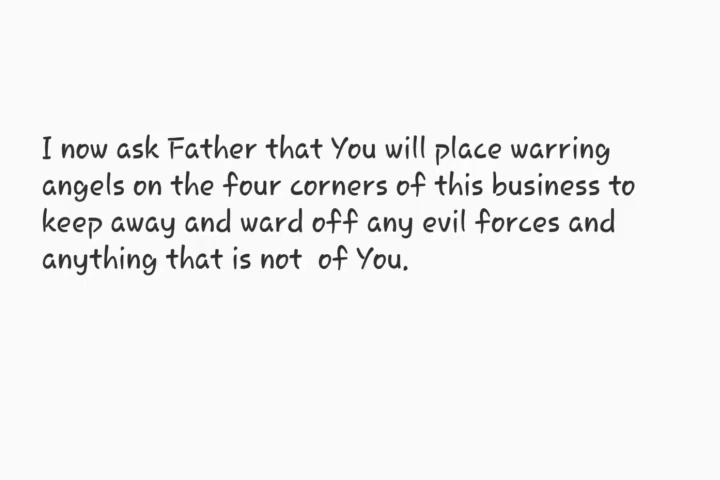 I now ask Father that You will place warring
angels on the four corners of this business to
keep away and ward off any evil forces and
anything that is not  of You.